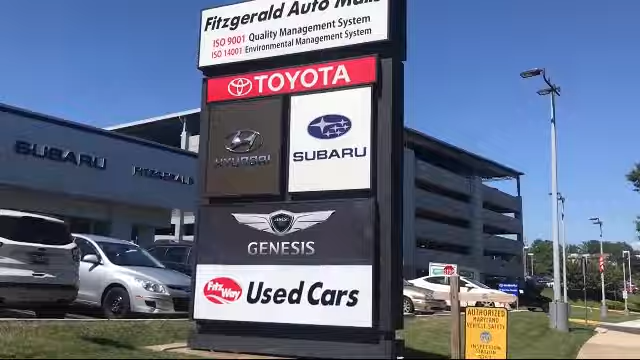 Fitzgerald Auto Malls
ISO 9001 Quality Management System
ISO 14001 Environmental Management System
TOYOTA
HYUNDAI
SUBARU
SUBARU
FITZGERALD
GENESIS
FitzWay Used Cars
AUTHORIZED
MARYLAND
VEHICLE SAFETY
INSPECTION
STATION